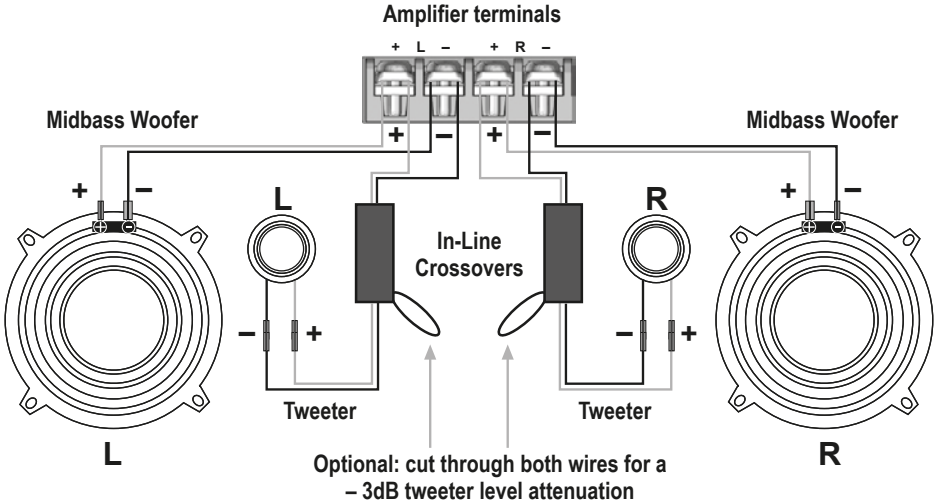 Amplifier terminals
+ L – + R –
Midbass Woofer
Midbass Woofer
+ – + –
+ – + –
L R
In-Line
Crossovers
– + – +
Tweeter Tweeter
L R
Optional: cut through both wires for a
– 3dB tweeter level attenuation